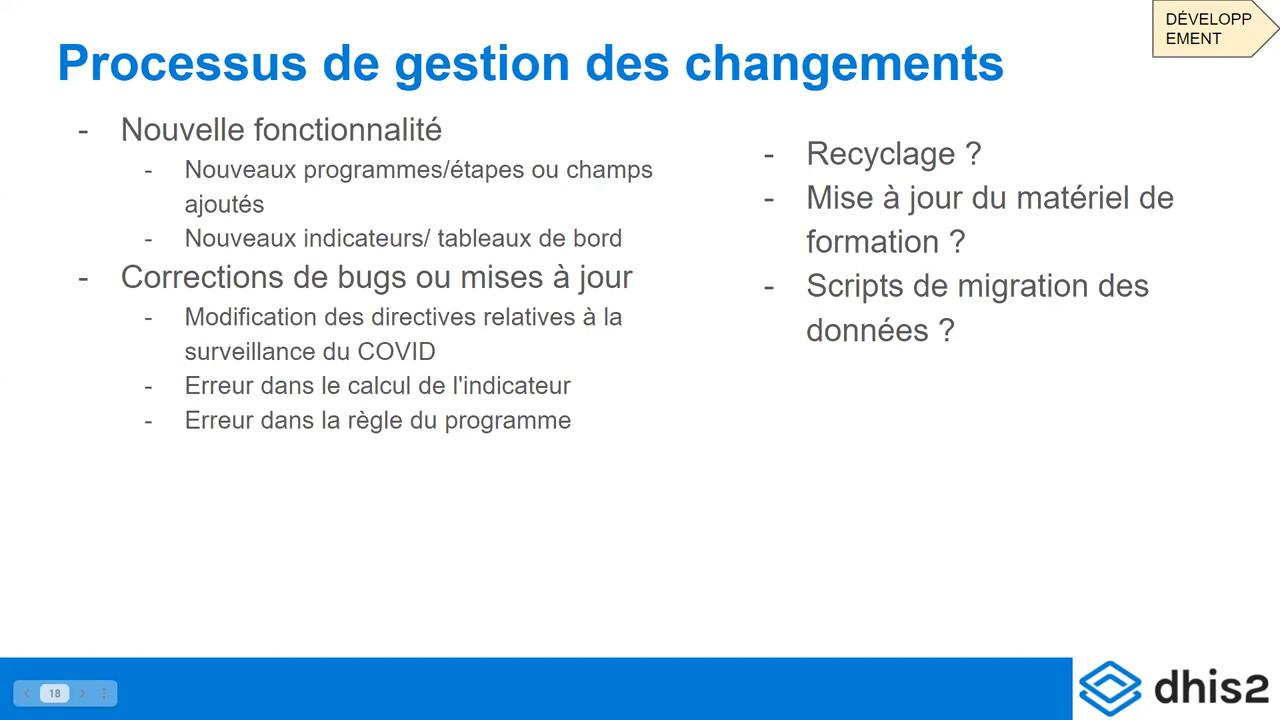 DÉVELOPP
EMENT
Processus de gestion des changements
- Nouvelle fonctionnalité
- Nouveaux programmes/étapes ou champs
ajoutés
- Nouveaux indicateurs/ tableaux de bord
- Corrections de bugs ou mises à jour
- Modification des directives relatives à la
surveillance du COVID
- Erreur dans le calcul de l'indicateur
- Erreur dans la règle du programme
- Recyclage ?
- Mise à jour du matériel de
formation ?
- Scripts de migration des
données ?
18
dhis2